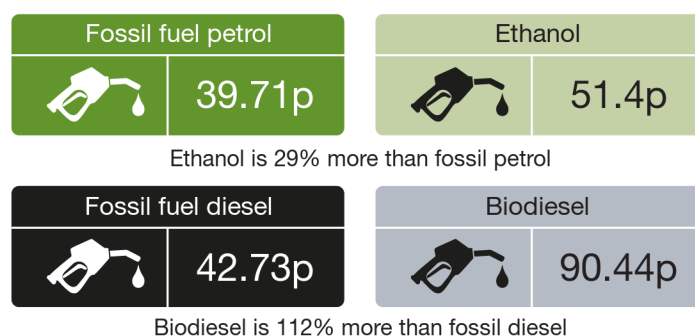 Fossil fuel petrol
39.71p
Ethanol
51.4p
Ethanol is 29% more than fossil petrol
Fossil fuel diesel
42.73p
Biodiesel
90.44p
Biodiesel is 112% more than fossil diesel